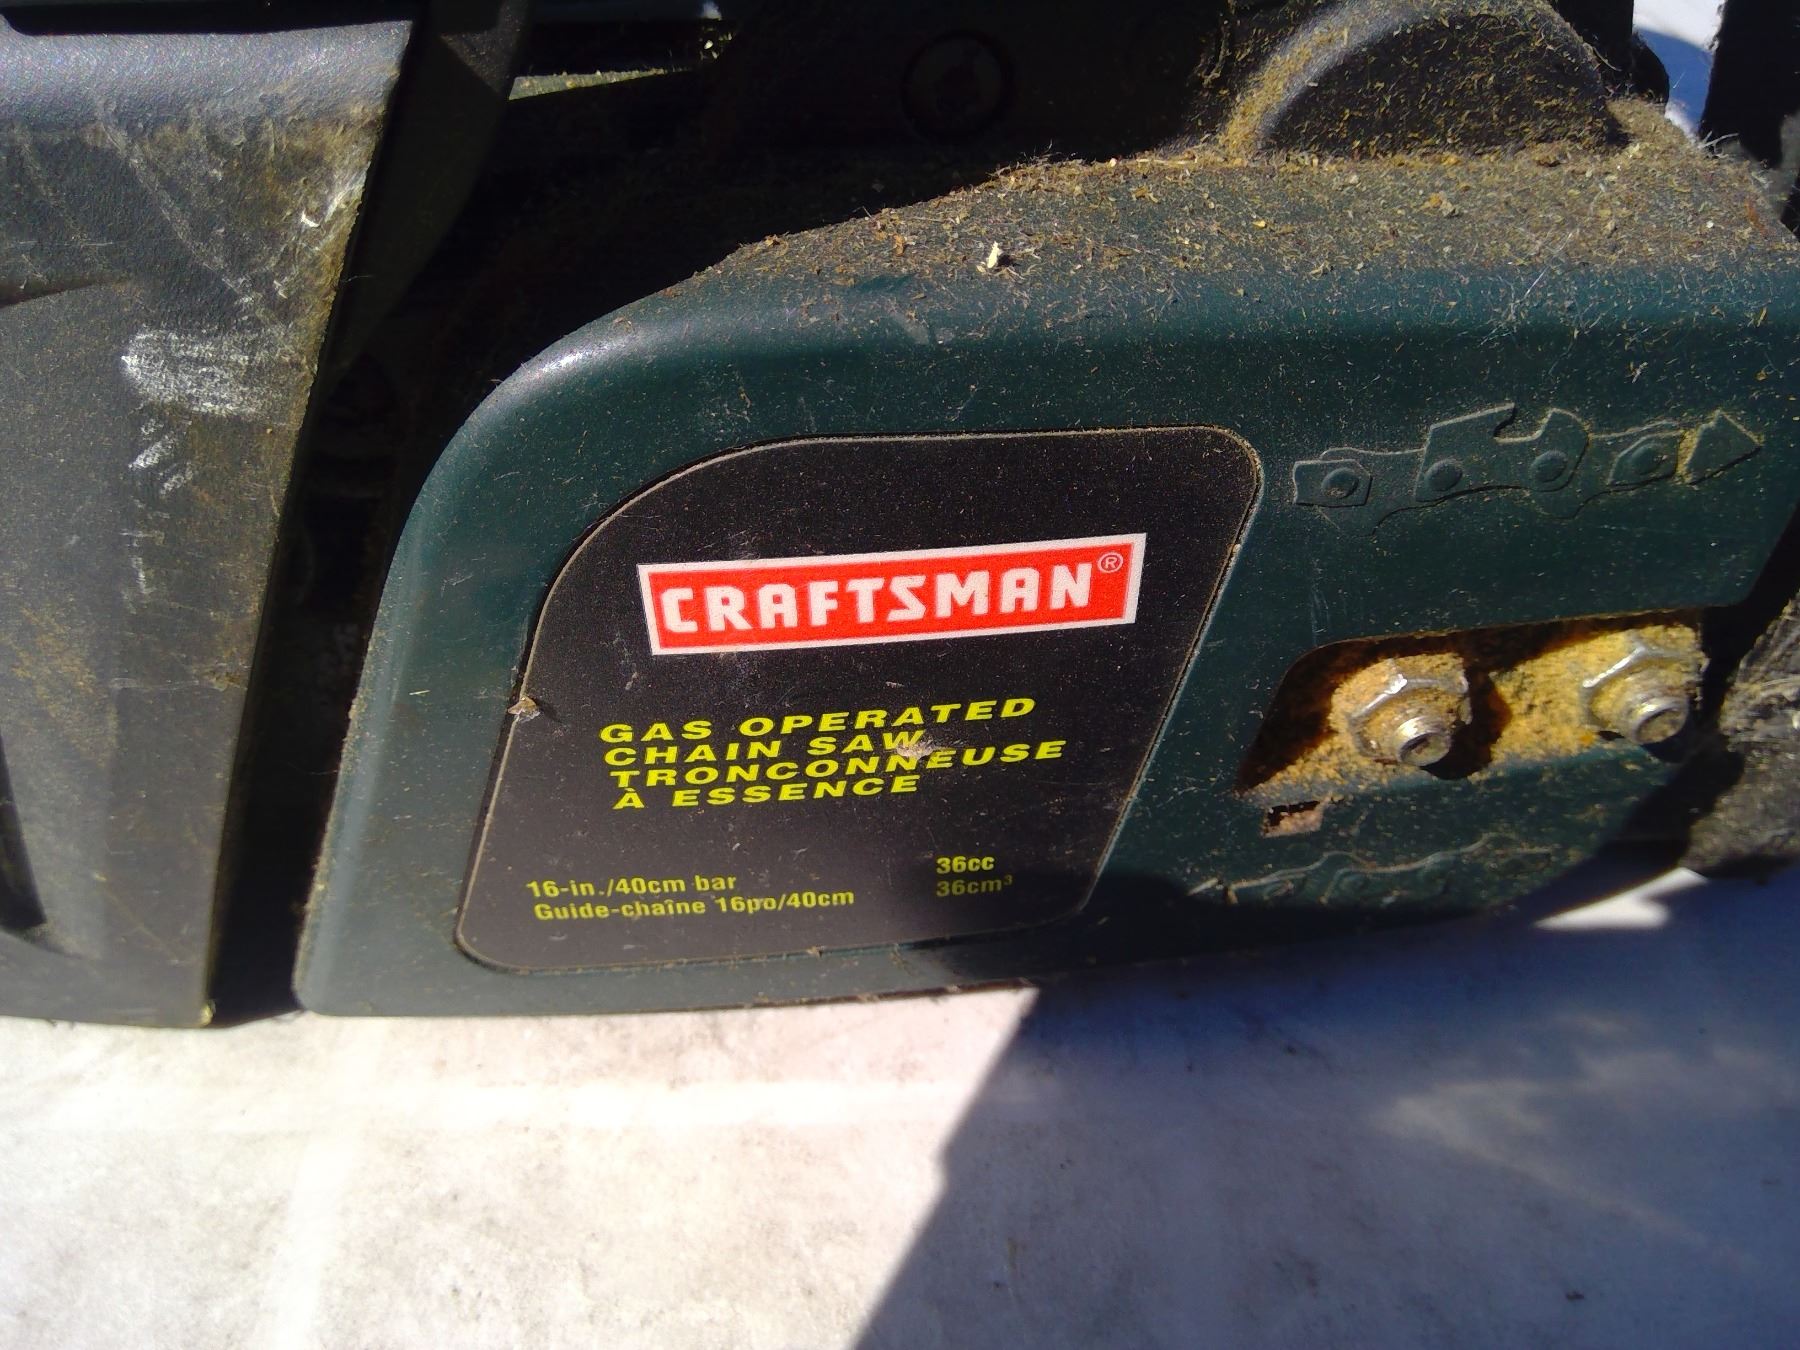 CRAFTSMAN®
GAS OPERATED
CHAIN SAW
TRONCONNEUSE
À ESSENCE
16-in./40cm bar
Guide-chaîne 16po/40cm
36cc
36cm³